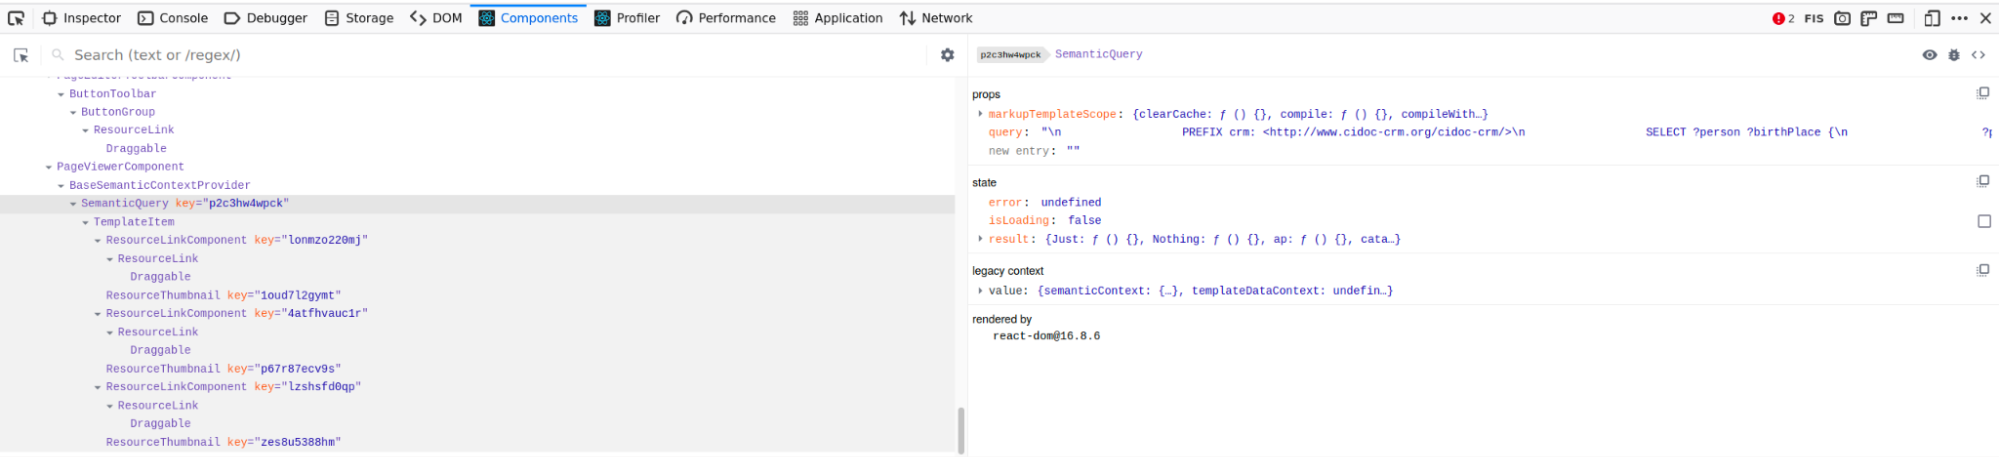 Inspector Console Debugger Storage DOM Components Profiler Performance Application Network 2 FIS
Search (text or /regex/)
ButtonToolbar
ButtonGroup
ResourceLink
Draggable
PageViewerComponent
BaseSemanticContextProvider
SemanticQuery key="p2c3hw4wpck"
TemplateItem
ResourceLinkComponent key="lonmzo220mj"
ResourceLink
Draggable
ResourceThumbnail key="1oud7l2gymt"
ResourceLinkComponent key="4atfhvauc1r"
ResourceLink
Draggable
ResourceThumbnail key="p67r87ecv9s"
ResourceLinkComponent key="lzshsfd0qp"
ResourceLink
Draggable
ResourceThumbnail key="zes8u5388hm"
p2c3hw4wpck SemanticQuery
props
markupTemplateScope: {clearCache: ƒ () {}, compile: ƒ () {}, compileWith…}
query: "\n PREFIX crm: <http://www.cidoc-crm.org/cidoc-crm/>\n SELECT ?person ?birthPlace {\n
new entry: ""
state
error: undefined
isLoading: false
result: {Just: ƒ () {}, Nothing: ƒ () {}, ap: ƒ () {}, cata…}
legacy context
value: {semanticContext: {…}, templateDataContext: undefin…}
rendered by
react-dom@16.8.6